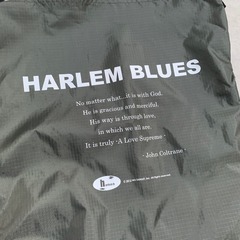 HARLEM BLUES
No matter what...it is with God.
He is gracious and merciful.
His way is through love,
in which we all are.
It is truly -A Love Supreme-
- John Coltrane -